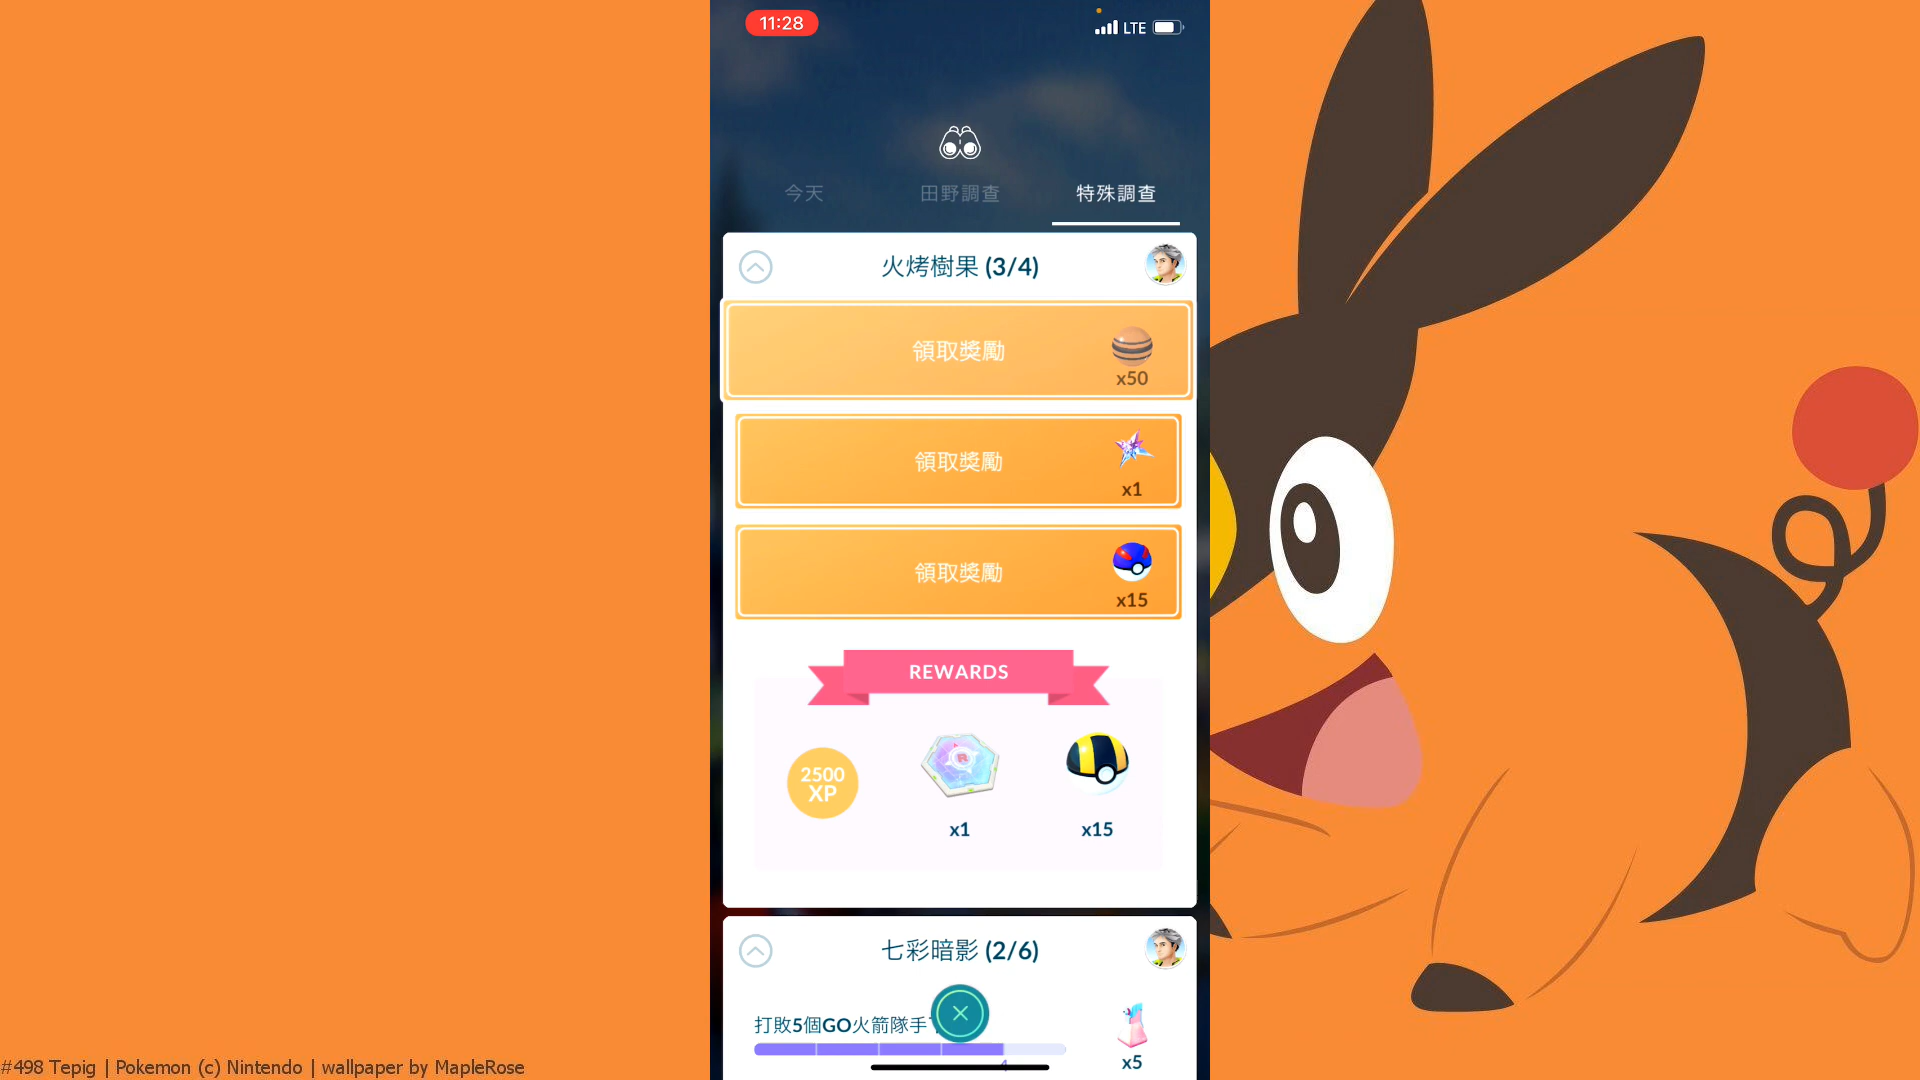 11:28
LTE
今天
田野調查
特殊調查
火烤樹果 (3/4)
領取獎勵
x50
領取獎勵
x1
領取獎勵
x15
REWARDS
2500
XP
R
x1
x15
七彩暗影 (2/6)
打敗5個GO火箭隊手
4
x5
#498 Tepig | Pokemon (c) Nintendo | wallpaper by MapleRose